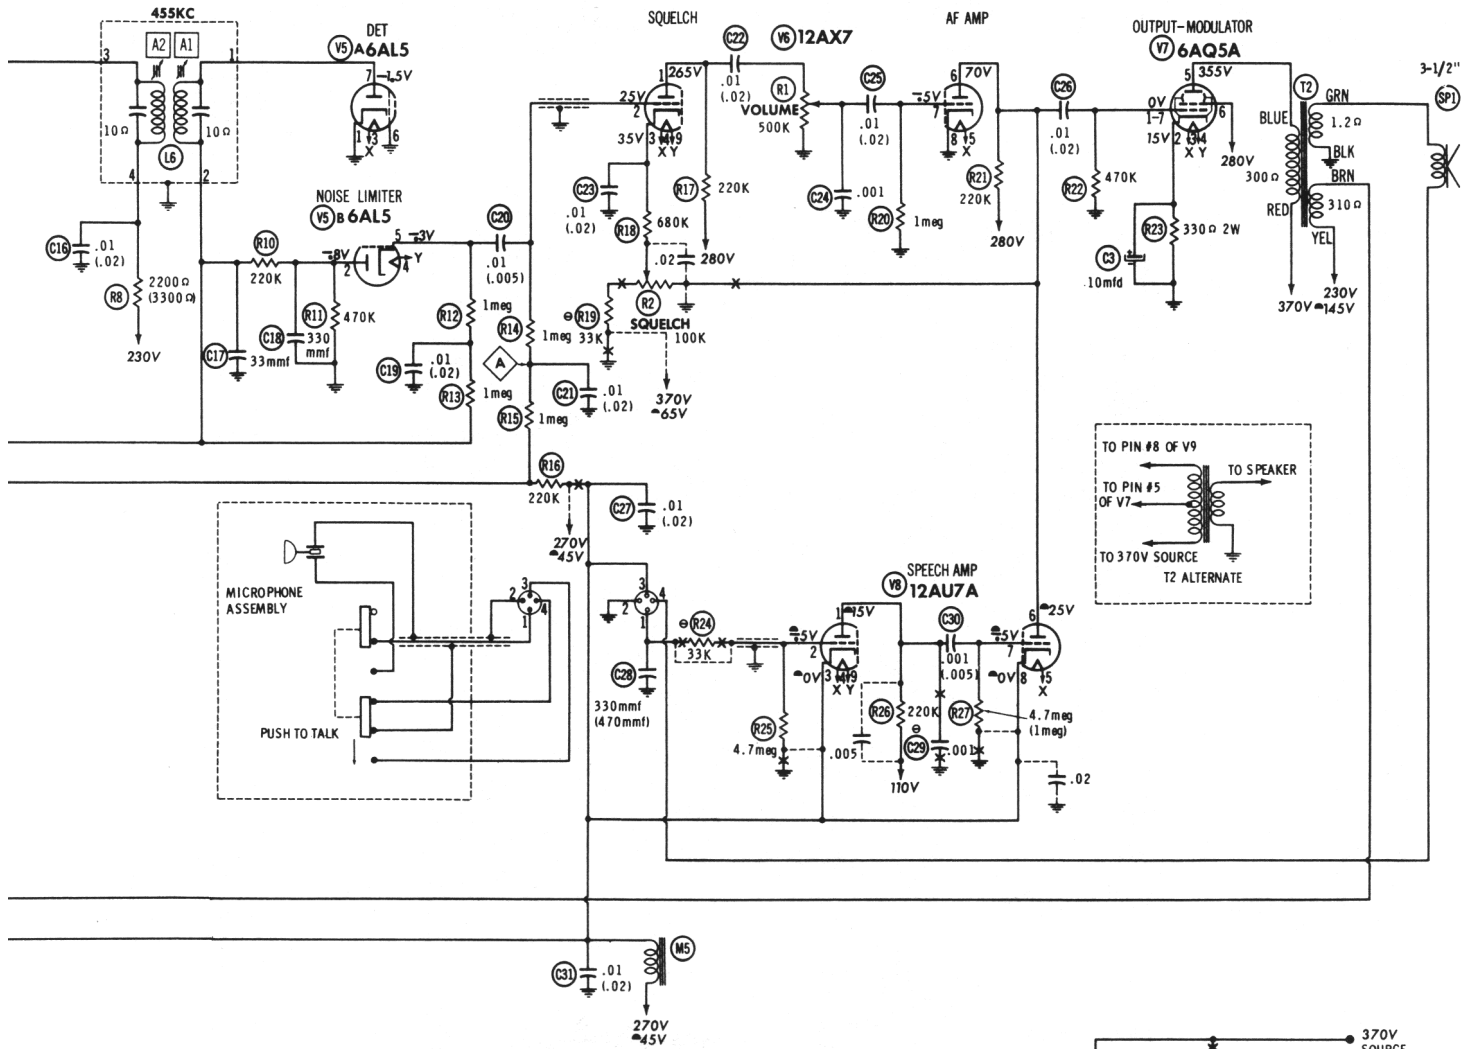 455KC
A2
A1
3
1
10Ω
10Ω
L6
4
2
C16
.01
(.02)
R8
2200Ω
(3300Ω)
230V
DET
V5 A 6AL5
7
-1.5V
1
3
6
X
NOISE LIMITER
V5 B 6AL5
R10
220K
-.8V
2
5
-.3V
4
Y
C17
33mmf
C18
330
mmf
R11
470K
R12
1meg
C19
.01
(.02)
R13
1meg
C20
.01
(.005)
R14
1meg
A
R15
1meg
C21
.01
(.02)
R16
220K
270V
45V
C27
.01
(.02)
SQUELCH
V6 12AX7
1
265V
25V
2
35V
3
4
9
X Y
C22
.01
(.02)
C23
.01
(.02)
R18
680K
R17
220K
280V
.02
R2
SQUELCH
100K
R19
33K
370V
65V
R1
VOLUME
500K
C24
.001
C25
.01
(.02)
R20
1meg
AF AMP
6
70V
-.5V
7
8
5
X
R21
220K
280V
C26
.01
(.02)
R22
470K
OUTPUT-MODULATOR
V7 6AQ5A
5
355V
0V
1-7
15V
2
3
4
X Y
6
280V
R23
330Ω 2W
C3
10mfd
T2
BLUE
300Ω
RED
370V
GRN
1.2Ω
BLK
BRN
310Ω
YEL
230V
145V
3-1/2"
SP1
TO PIN #8 OF V9
TO PIN #5
OF V7
TO SPEAKER
TO 370V SOURCE
T2 ALTERNATE
MICROPHONE
ASSEMBLY
PUSH TO TALK
3
2
4
1
3
2
4
1
R24
33K
C28
330mmf
(470mmf)
SPEECH AMP
V8 12AU7A
1
15V
-.5V
2
0V
3
4
9
X Y
R25
4.7meg
.005
R26
220K
110V
C30
.001
(.005)
C29
.001
R27
4.7meg
(1meg)
6
25V
-.5V
7
0V
8
5
X
.02
C31
.01
(.02)
M5
270V
45V
370V
SOURCE